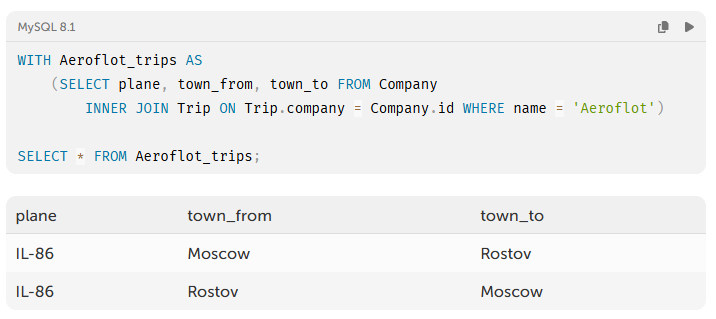 MySQL 8.1
WITH Aeroflot_trips AS
    (SELECT plane, town_from, town_to FROM Company
        INNER JOIN Trip ON Trip.company = Company.id WHERE name = 'Aeroflot')
SELECT * FROM Aeroflot_trips;
plane town_from town_to
IL-86 Moscow Rostov
IL-86 Rostov Moscow